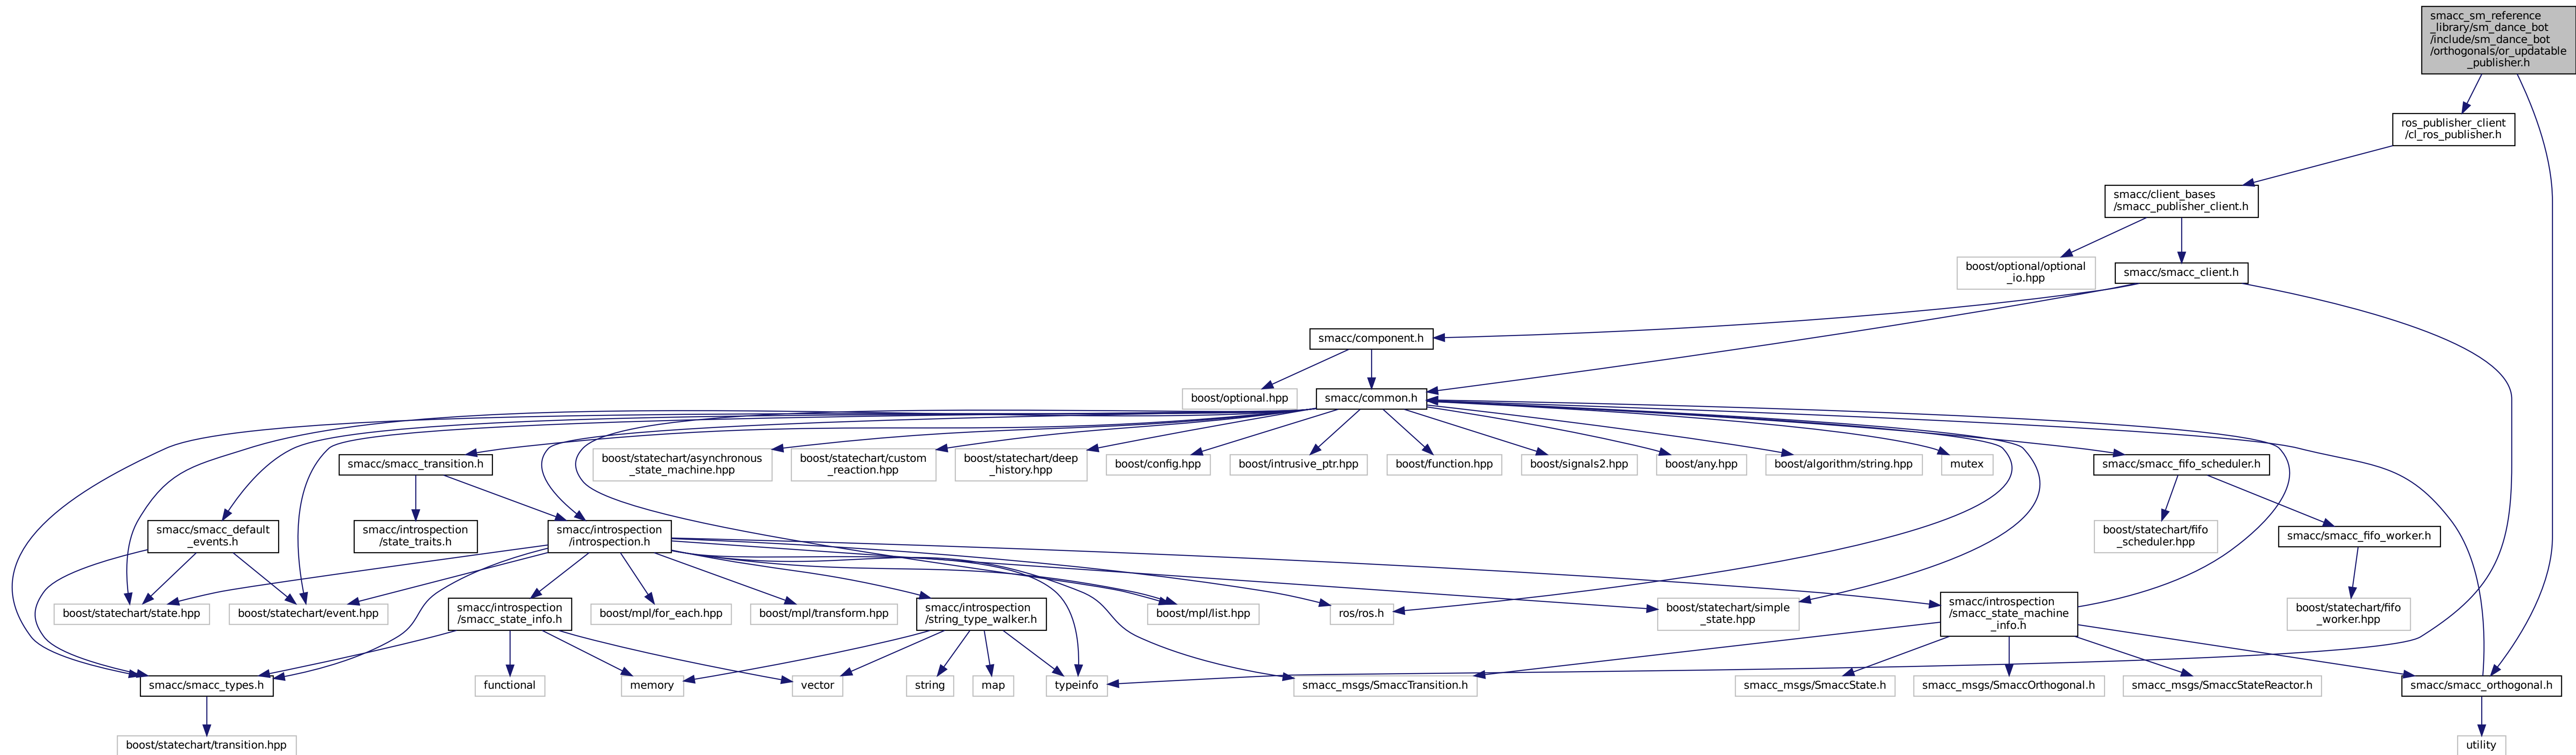 smacc_sm_reference
_library/sm_dance_bot
/include/sm_dance_bot
/orthogonals/or_updatable
_publisher.h
ros_publisher_client
/cl_ros_publisher.h
smacc/client_bases
/smacc_publisher_client.h
boost/optional/optional
_io.hpp
smacc/smacc_client.h
smacc/component.h
boost/optional.hpp
smacc/common.h
smacc/smacc_transition.h
boost/statechart/asynchronous
_state_machine.hpp
boost/statechart/custom
_reaction.hpp
boost/statechart/deep
_history.hpp
boost/config.hpp
boost/intrusive_ptr.hpp
boost/function.hpp
boost/signals2.hpp
boost/any.hpp
boost/algorithm/string.hpp
mutex
smacc/smacc_fifo_scheduler.h
smacc/smacc_default
_events.h
smacc/introspection
/state_traits.h
smacc/introspection
/introspection.h
boost/statechart/fifo
_scheduler.hpp
smacc/smacc_fifo_worker.h
boost/statechart/state.hpp
boost/statechart/event.hpp
smacc/introspection
/smacc_state_info.h
boost/mpl/for_each.hpp
boost/mpl/transform.hpp
smacc/introspection
/string_type_walker.h
boost/mpl/list.hpp
ros/ros.h
boost/statechart/simple
_state.hpp
smacc/introspection
/smacc_state_machine
_info.h
boost/statechart/fifo
_worker.hpp
smacc/smacc_types.h
functional
memory
vector
string
map
typeinfo
smacc_msgs/SmaccTransition.h
smacc_msgs/SmaccState.h
smacc_msgs/SmaccOrthogonal.h
smacc_msgs/SmaccStateReactor.h
smacc/smacc_orthogonal.h
boost/statechart/transition.hpp
utility